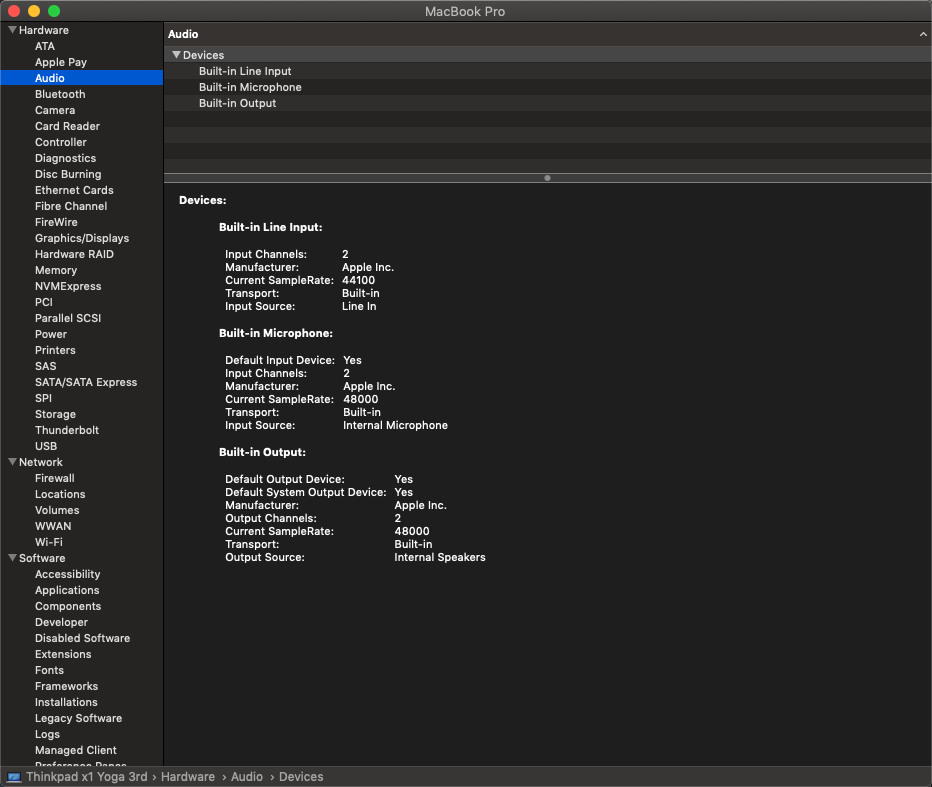 MacBook Pro
Hardware
ATA
Apple Pay
Audio
Bluetooth
Camera
Card Reader
Controller
Diagnostics
Disc Burning
Ethernet Cards
Fibre Channel
FireWire
Graphics/Displays
Hardware RAID
Memory
NVMExpress
PCI
Parallel SCSI
Power
Printers
SAS
SATA/SATA Express
SPI
Storage
Thunderbolt
USB
Network
Firewall
Locations
Volumes
WWAN
Wi-Fi
Software
Accessibility
Applications
Components
Developer
Disabled Software
Extensions
Fonts
Frameworks
Installations
Legacy Software
Logs
Managed Client
Preference Panes
Audio
Devices
Built-in Line Input
Built-in Microphone
Built-in Output
Devices:
Built-in Line Input:
Input Channels: 2
Manufacturer: Apple Inc.
Current SampleRate: 44100
Transport: Built-in
Input Source: Line In
Built-in Microphone:
Default Input Device: Yes
Input Channels: 2
Manufacturer: Apple Inc.
Current SampleRate: 48000
Transport: Built-in
Input Source: Internal Microphone
Built-in Output:
Default Output Device: Yes
Default System Output Device: Yes
Manufacturer: Apple Inc.
Output Channels: 2
Current SampleRate: 48000
Transport: Built-in
Output Source: Internal Speakers
Thinkpad x1 Yoga 3rd › Hardware › Audio › Devices